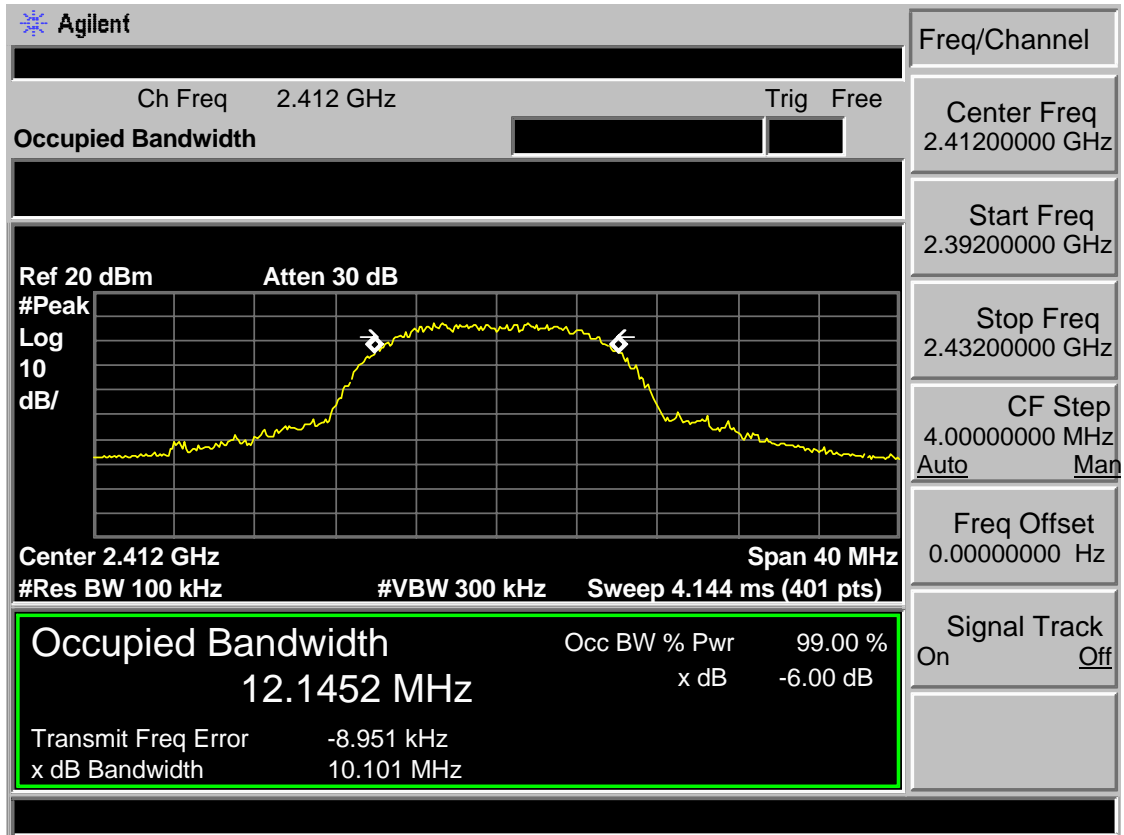 Agilent
Ch Freq 2.412 GHz Trig Free
Occupied Bandwidth
Ref 20 dBm Atten 30 dB
#Peak
Log
10
dB/
Center 2.412 GHz Span 40 MHz
#Res BW 100 kHz #VBW 300 kHz Sweep 4.144 ms (401 pts)
Occupied Bandwidth
12.1452 MHz
Occ BW % Pwr 99.00 %
x dB -6.00 dB
Transmit Freq Error -8.951 kHz
x dB Bandwidth 10.101 MHz
Freq/Channel
Center Freq
2.41200000 GHz
Start Freq
2.39200000 GHz
Stop Freq
2.43200000 GHz
CF Step
4.00000000 MHz
Auto Man
Freq Offset
0.00000000 Hz
Signal Track
On Off